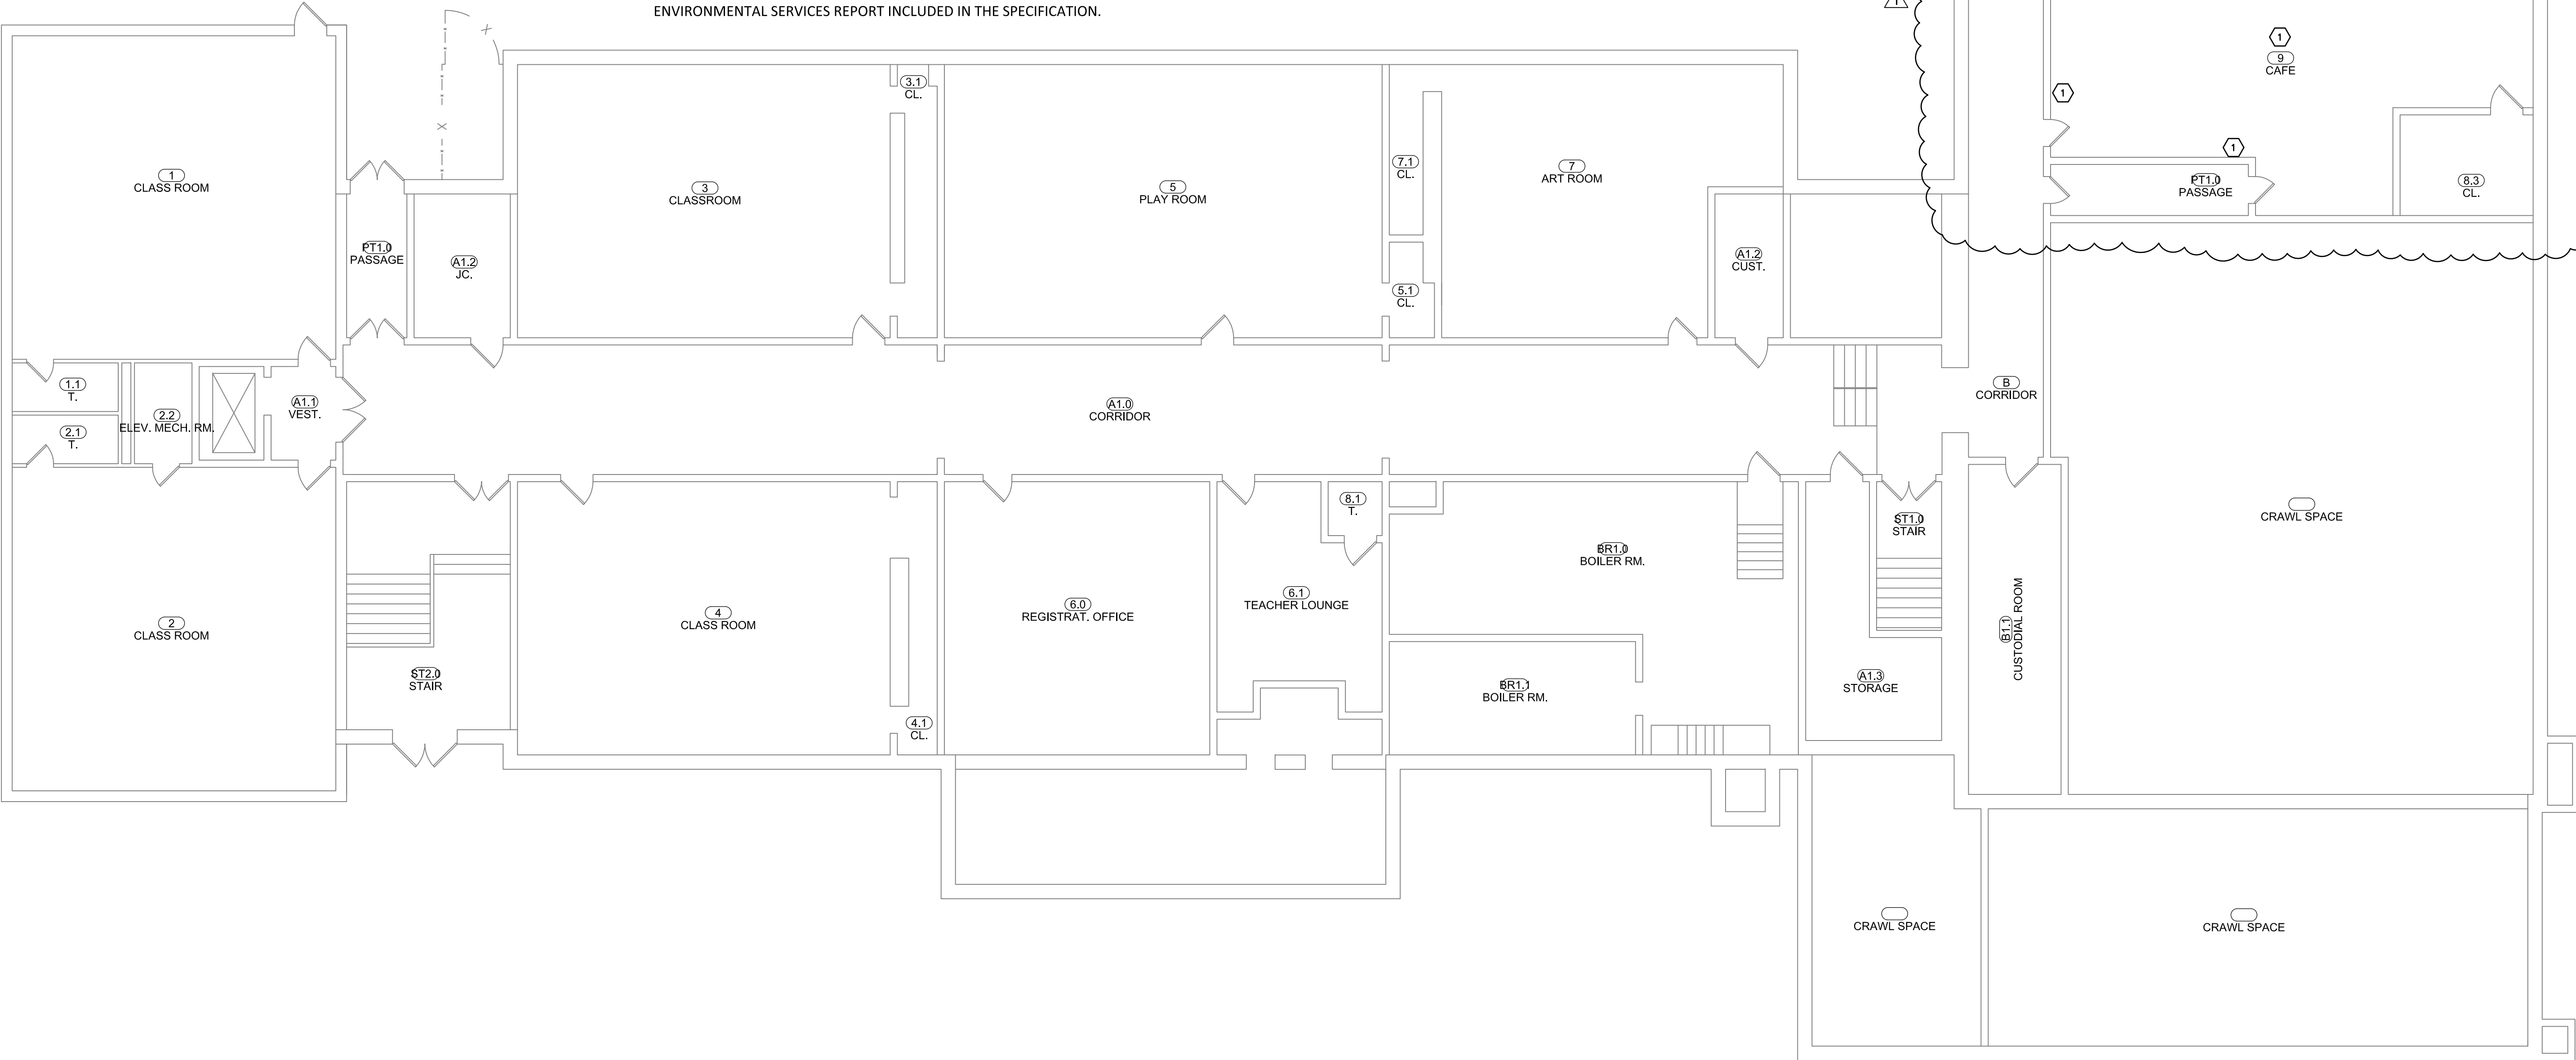 ENVIRONMENTAL SERVICES REPORT INCLUDED IN THE SPECIFICATION.
1
1
9
CAFE
1
1
3.1
CL.
1
CLASS ROOM
3
CLASSROOM
5
PLAY ROOM
7.1
CL.
7
ART ROOM
PT1.0
PASSAGE
8.3
CL.
X
X
PT1.0
PASSAGE
A1.2
JC.
5.1
CL.
A1.2
CUST.
1.1
T.
2.1
T.
2.2
ELEV. MECH. RM.
A1.1
VEST.
A1.0
CORRIDOR
B
CORRIDOR
8.1
T.
ST1.0
STAIR
CRAWL SPACE
BR1.0
BOILER RM.
2
CLASS ROOM
4
CLASS ROOM
6.0
REGISTRAT. OFFICE
6.1
TEACHER LOUNGE
B1.1
CUSTODIAL ROOM
ST2.0
STAIR
BR1.1
BOILER RM.
A1.3
STORAGE
4.1
CL.
CRAWL SPACE
CRAWL SPACE